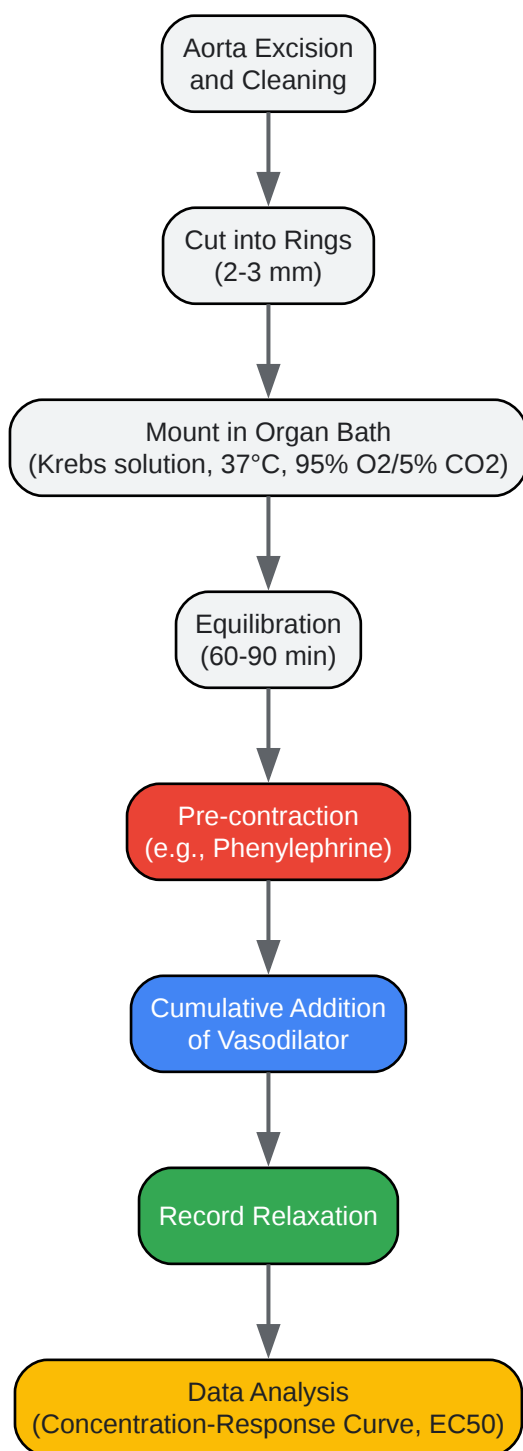 Aorta Excision
and Cleaning
Cut into Rings
(2-3 mm)
Mount in Organ Bath
(Krebs solution, 37°C, 95% O2/5% CO2)
Equilibration
(60-90 min)
Pre-contraction
(e.g., Phenylephrine)
Cumulative Addition
of Vasodilator
Record Relaxation
Data Analysis
(Concentration-Response Curve, EC50)